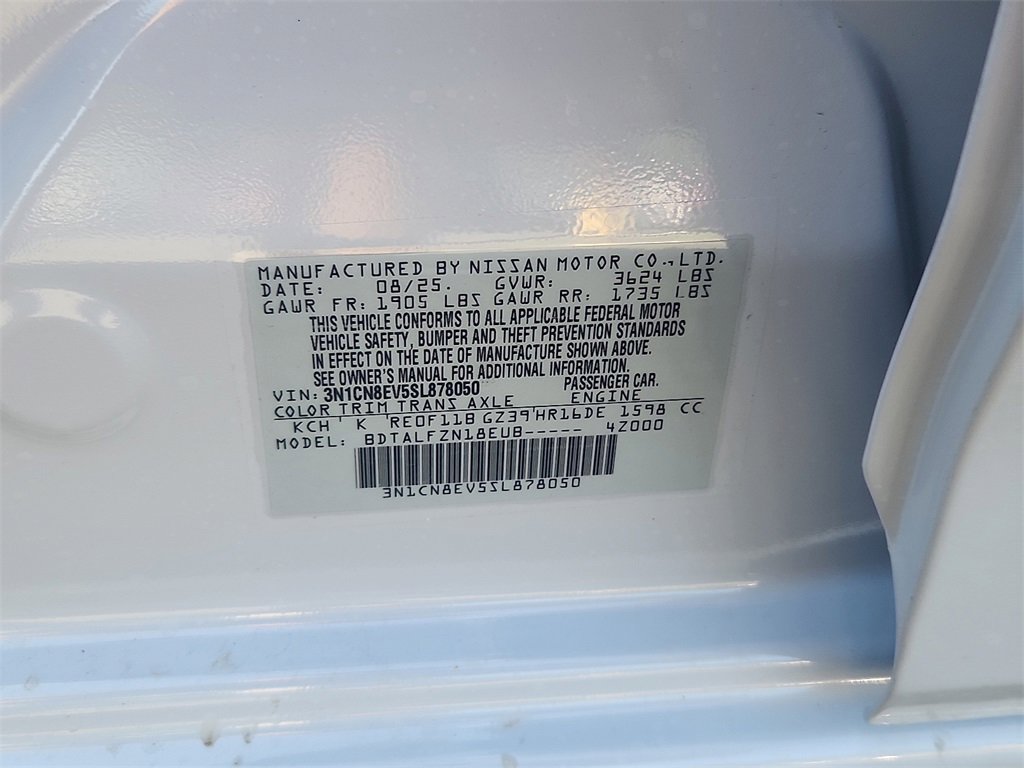 MANUFACTURED BY NISSAN MOTOR CO., LTD.
DATE: 08/25. GVWR: 3624 LBS
GAWR FR: 1905 LBS GAWR RR: 1735 LBS
THIS VEHICLE CONFORMS TO ALL APPLICABLE FEDERAL MOTOR
VEHICLE SAFETY, BUMPER AND THEFT PREVENTION STANDARDS
IN EFFECT ON THE DATE OF MANUFACTURE SHOWN ABOVE.
SEE OWNER'S MANUAL FOR ADDITIONAL INFORMATION.
VIN: 3N1CN8EV5SL878050 PASSENGER CAR.
COLOR TRIM TRANS AXLE ENGINE
KCH' K 'RE0F11B GZ39'HR16DE 1598 CC
MODEL: BDTALFZN18EUB----- 4Z000
3N1CN8EV5SL878050